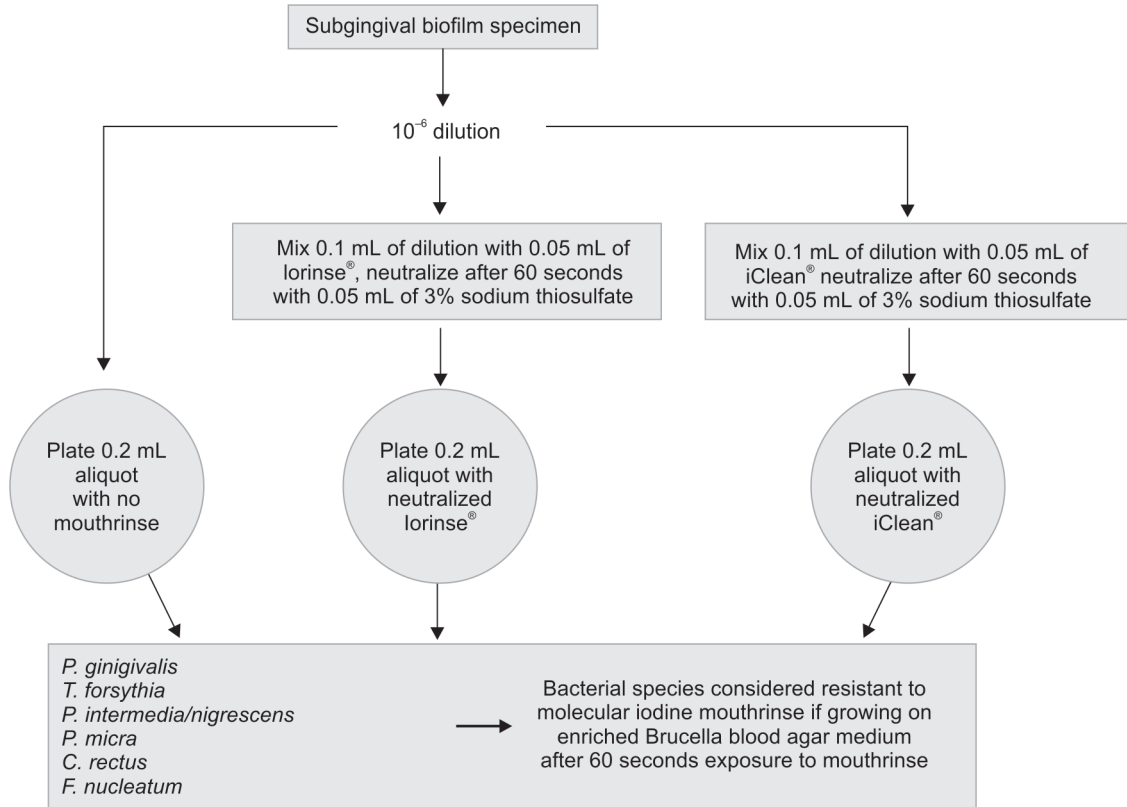 Subgingival biofilm specimen
10⁻⁶ dilution
Mix 0.1 mL of dilution with 0.05 mL of
Iorinse®, neutralize after 60 seconds
with 0.05 mL of 3% sodium thiosulfate
Mix 0.1 mL of dilution with 0.05 mL of
iClean® neutralize after 60 seconds
with 0.05 mL of 3% sodium thiosulfate
Plate 0.2 mL
aliquot
with no
mouthrinse
Plate 0.2 mL
aliquot with
neutralized
Iorinse®
Plate 0.2 mL
aliquot with
neutralized
iClean®
P. ginigivalis
T. forsythia
P. intermedia/nigrescens
P. micra
C. rectus
F. nucleatum
Bacterial species considered resistant to
molecular iodine mouthrinse if growing on
enriched Brucella blood agar medium
after 60 seconds exposure to mouthrinse